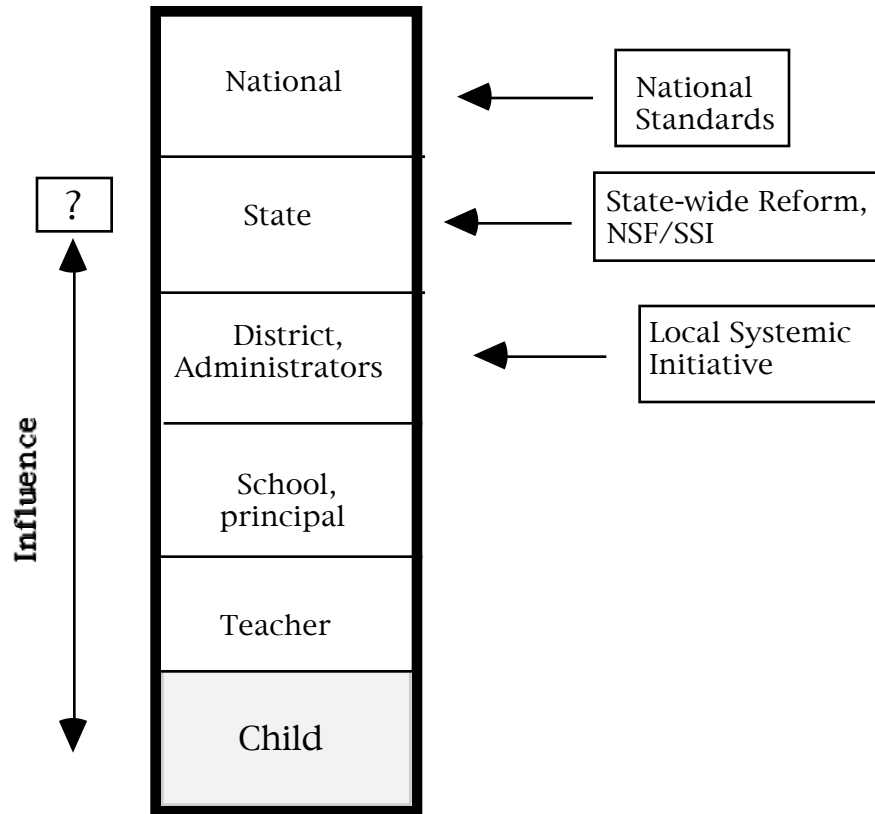 National
National
Standards
?
State
State-wide Reform,
NSF/SSI
District,
Administrators
Local Systemic
Initiative
Influence
School,
principal
Teacher
Child